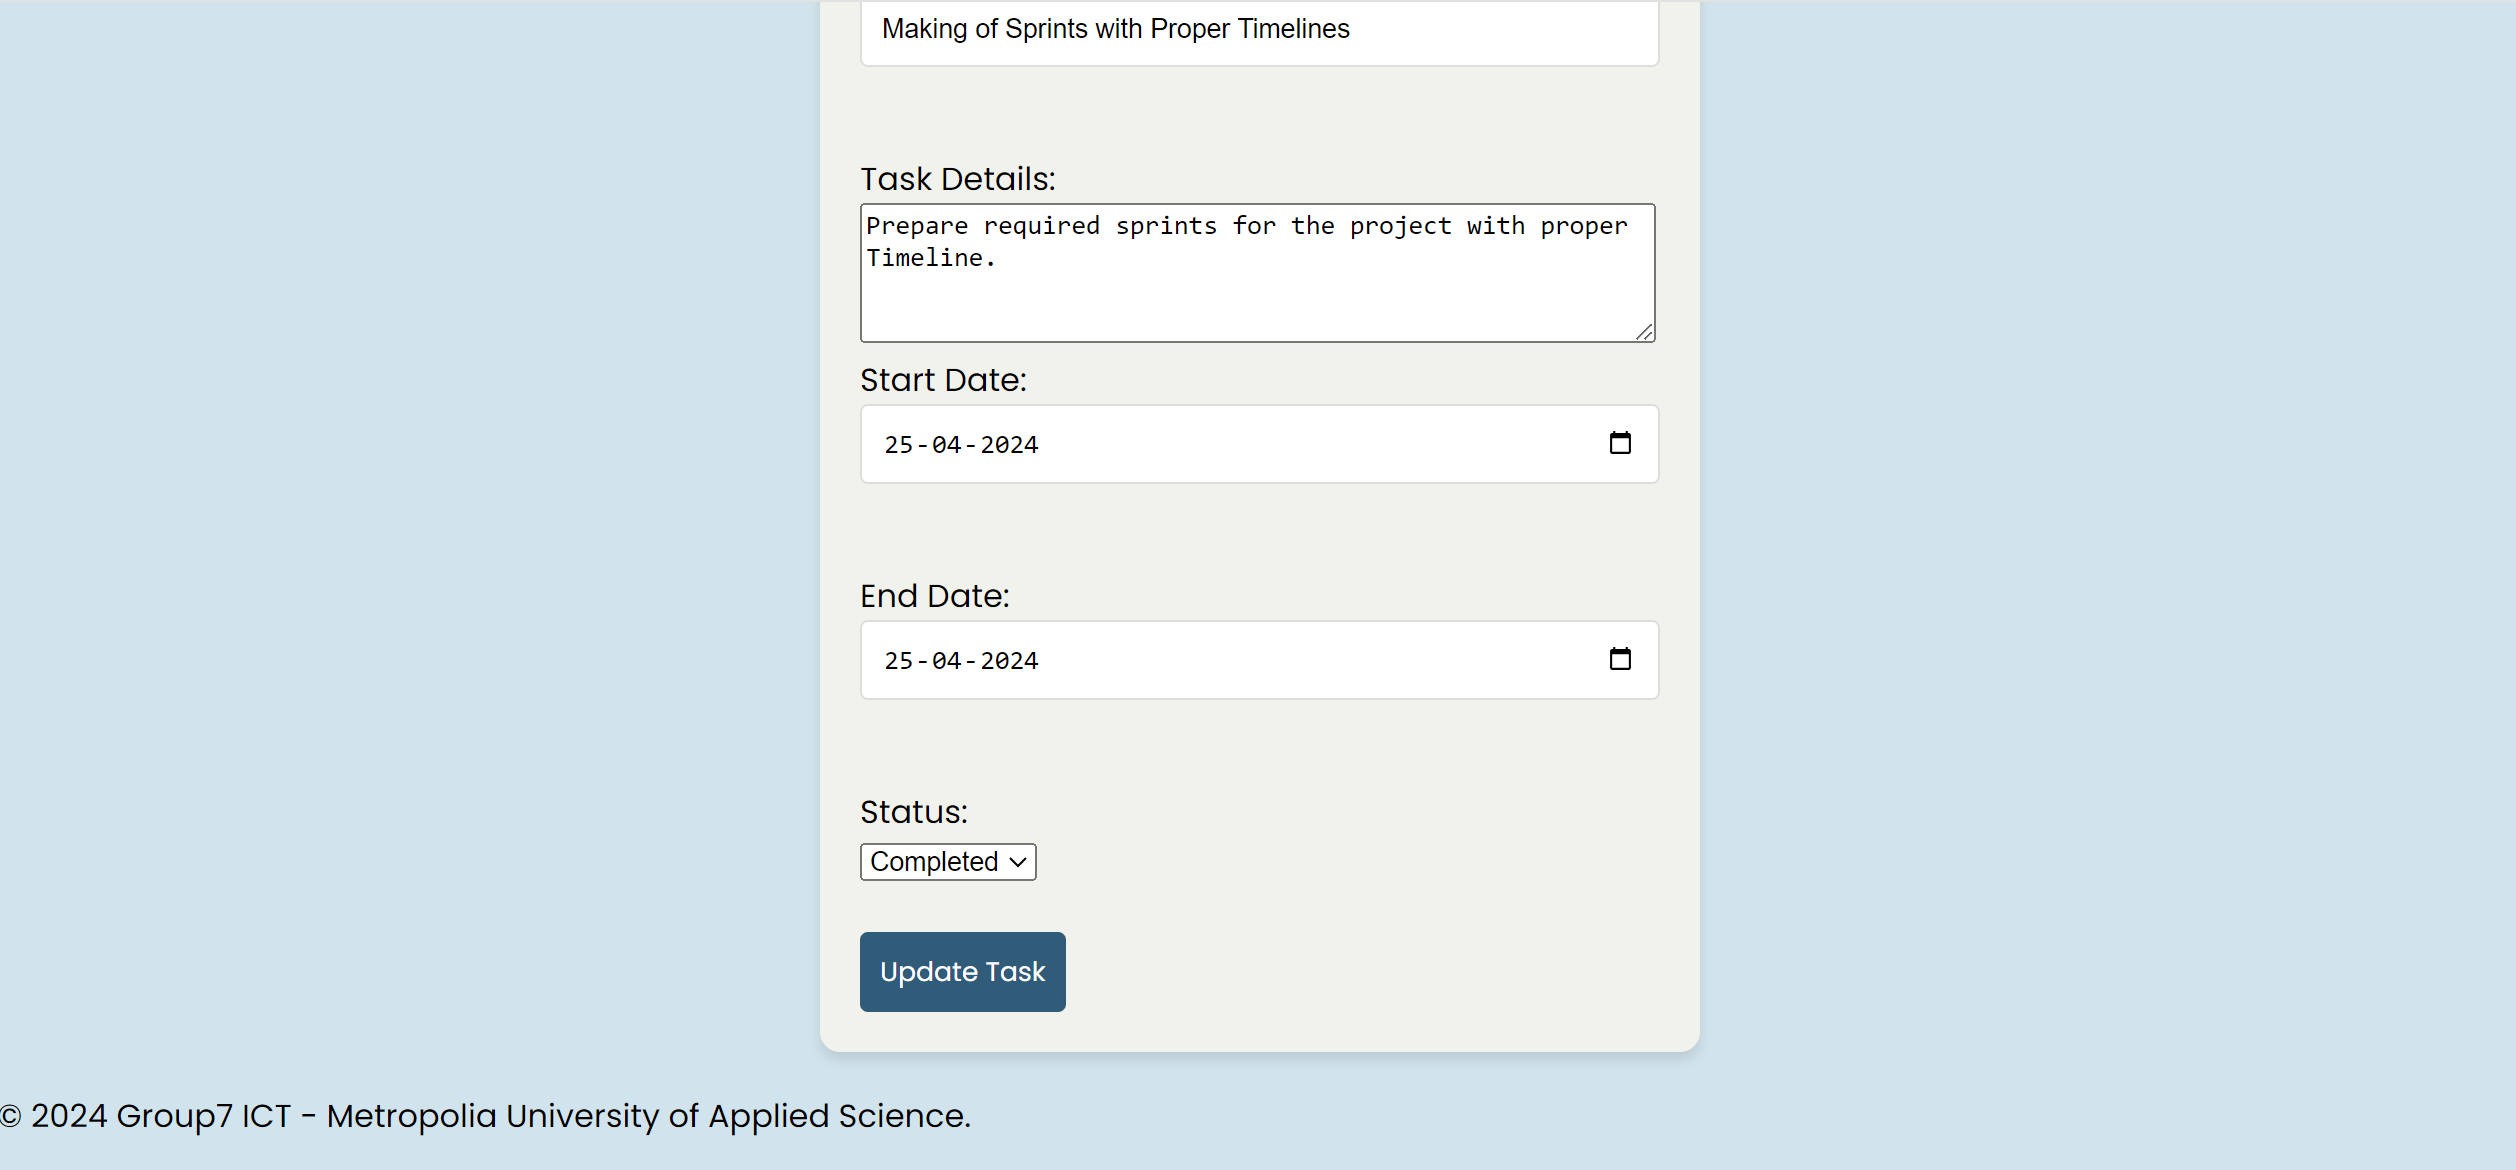 Making of Sprints with Proper Timelines
Task Details:
Prepare required sprints for the project with proper
Timeline.
Start Date:
25-04-2024
End Date:
25-04-2024
Status:
Completed
Update Task
© 2024 Group7 ICT - Metropolia University of Applied Science.